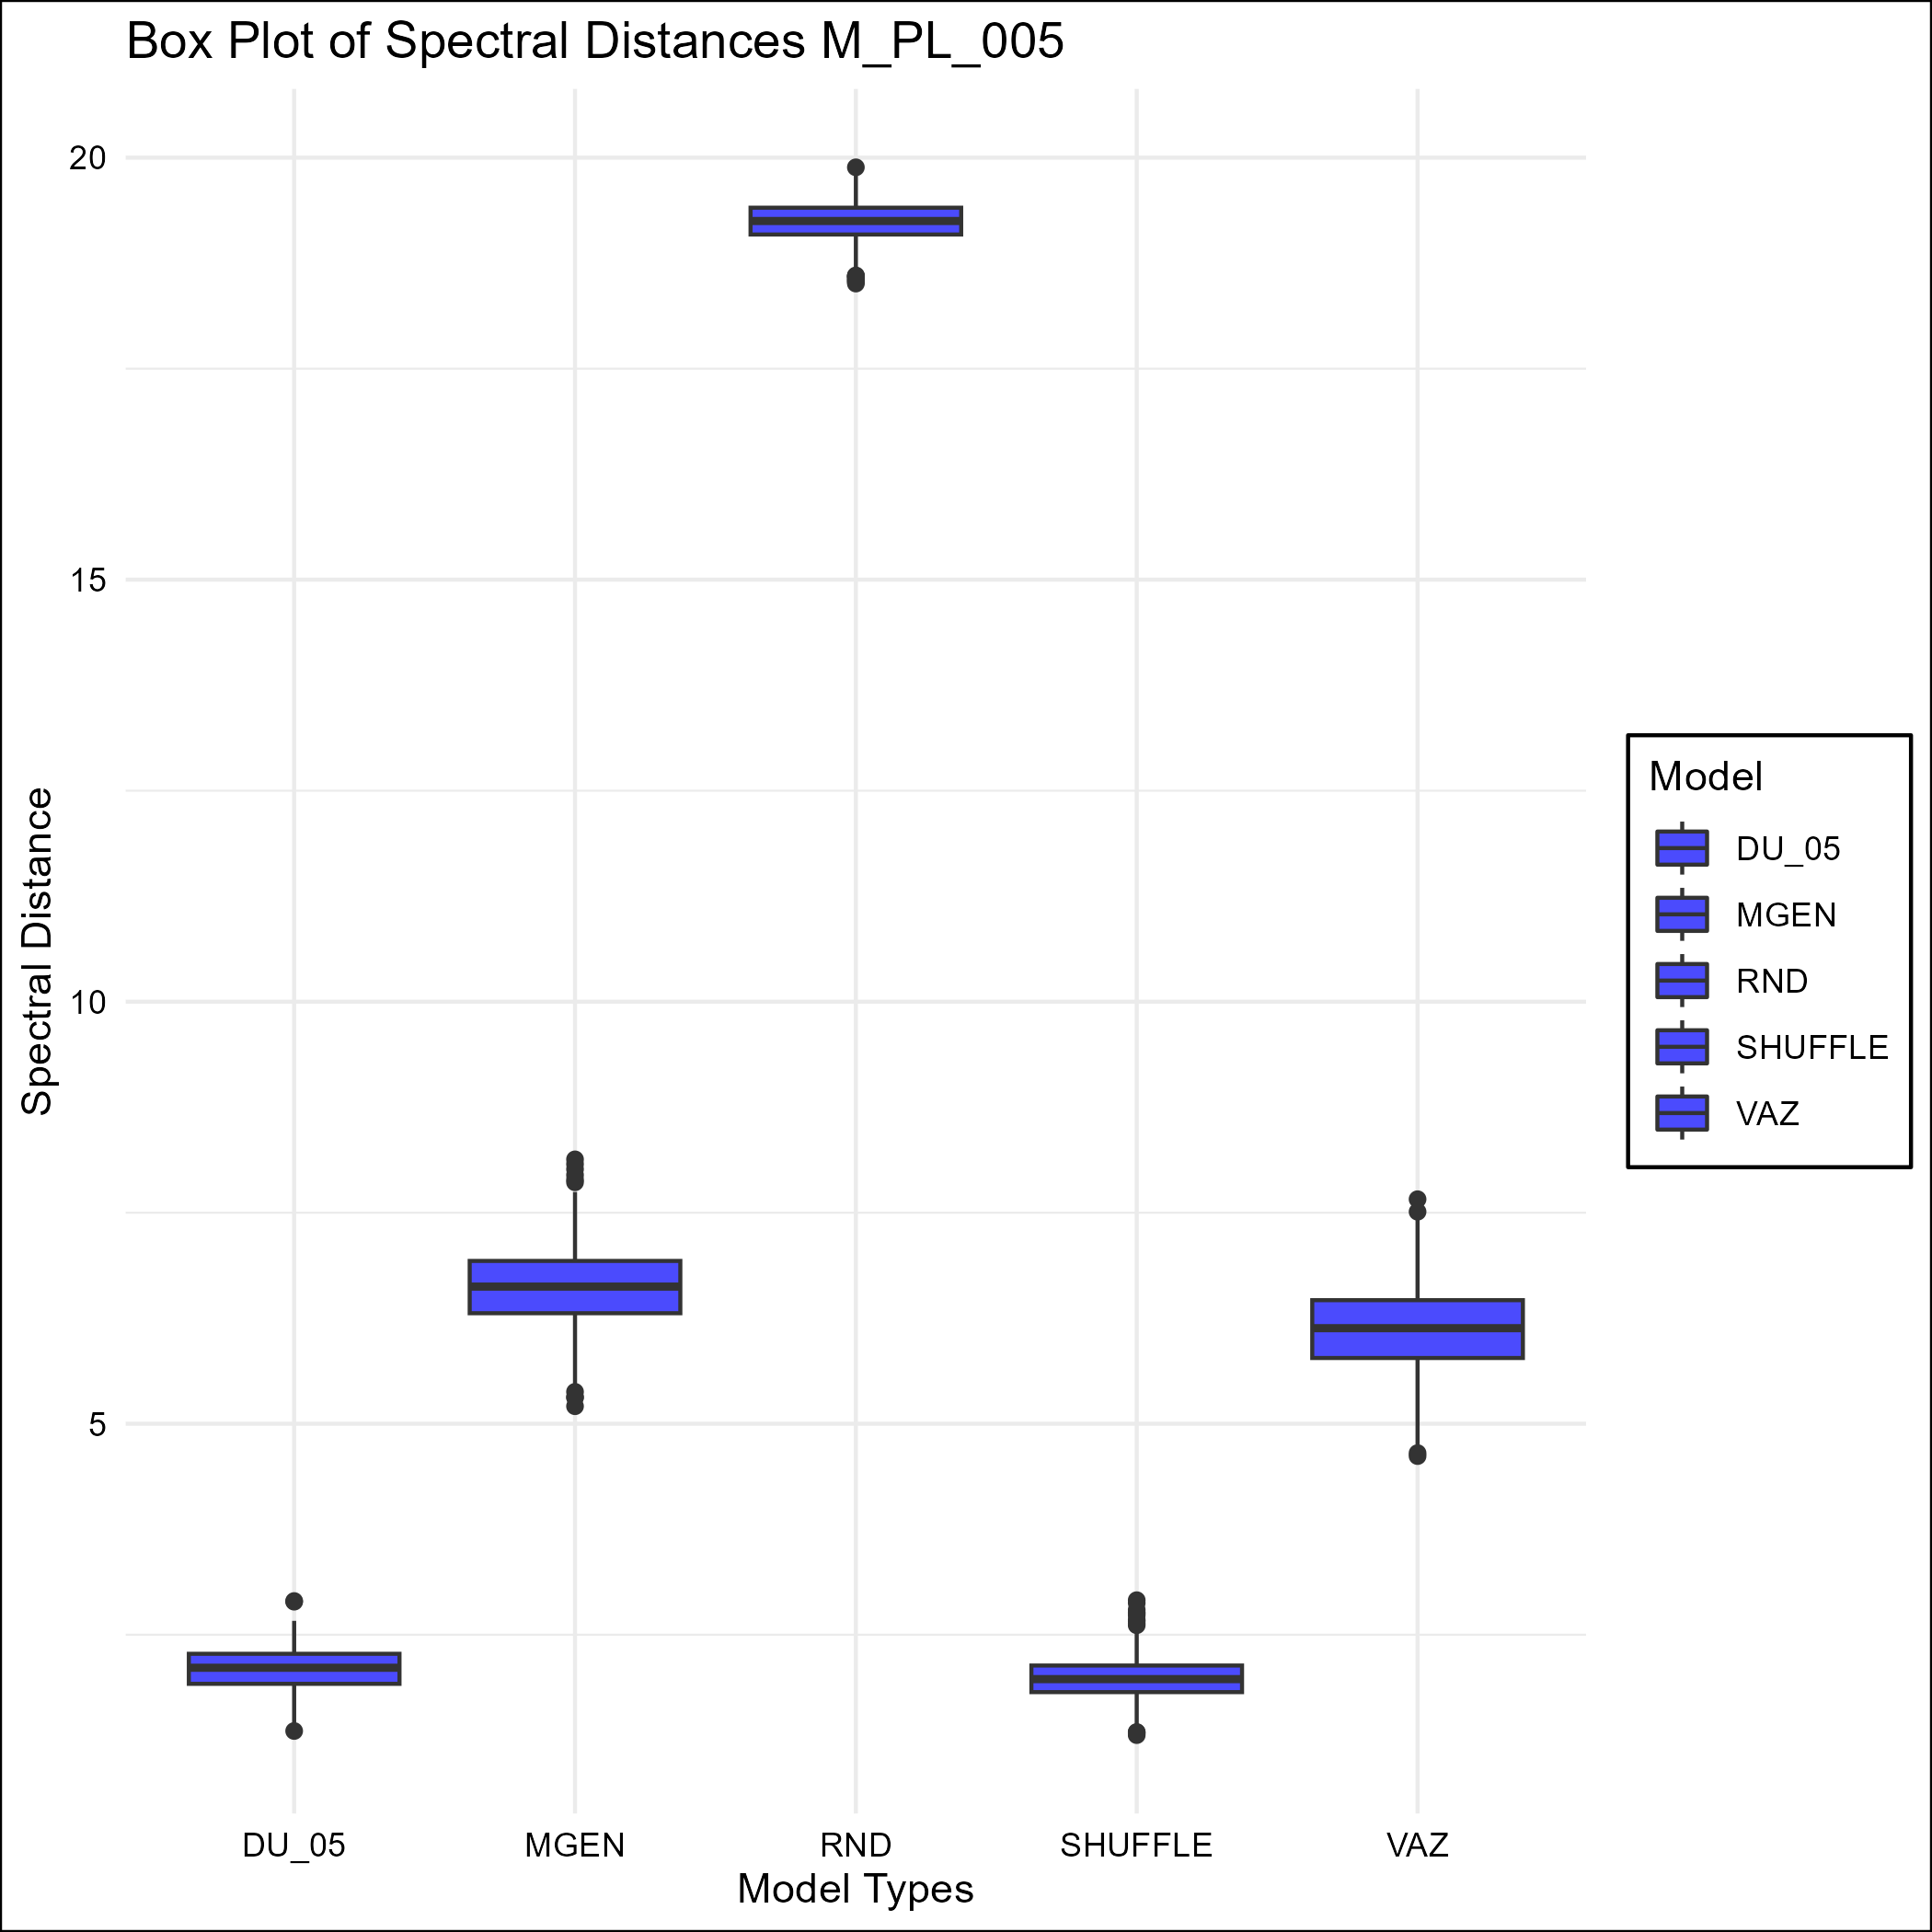 Box Plot of Spectral Distances M_PL_005
20
15
10
5
Spectral Distance
DU_05
MGEN
RND
SHUFFLE
VAZ
Model Types
Model
DU_05
MGEN
RND
SHUFFLE
VAZ